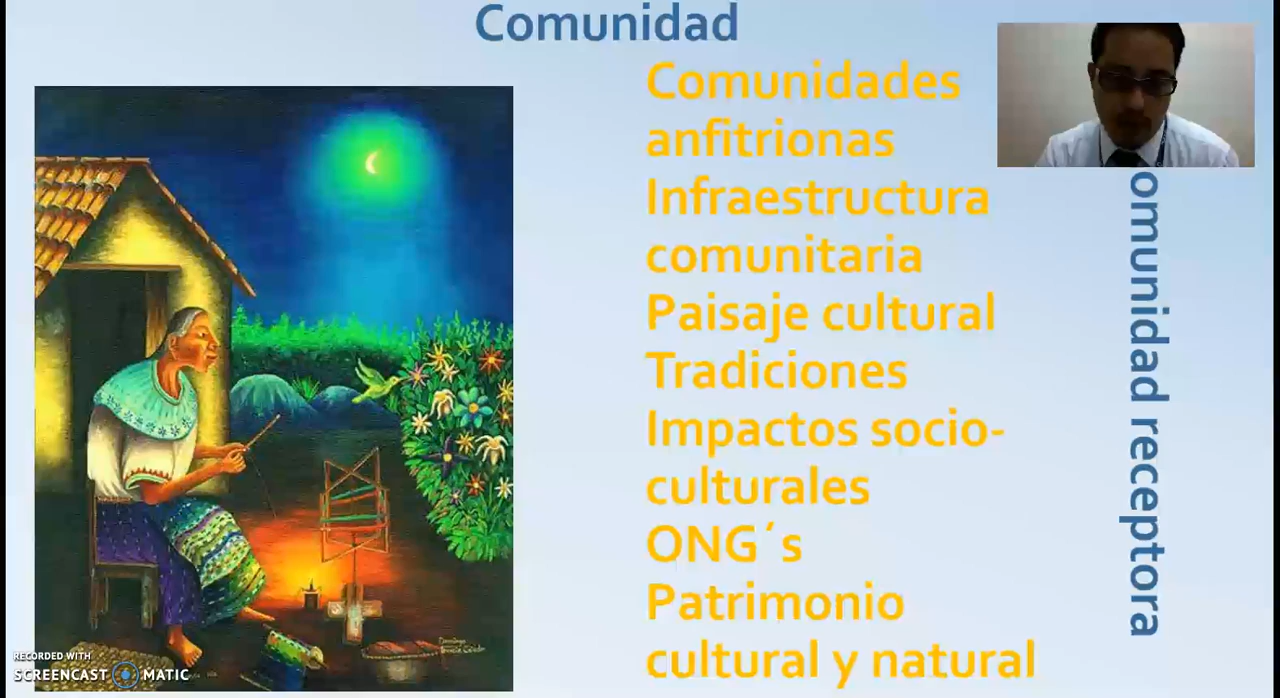 Comunidad
Comunidades
anfitrionas
Infraestructura
comunitaria
Paisaje cultural
Tradiciones
Impactos socio-
culturales
ONG´s
Patrimonio
cultural y natural
omunidad receptora
RECORDED WITH
SCREENCAST MATIC